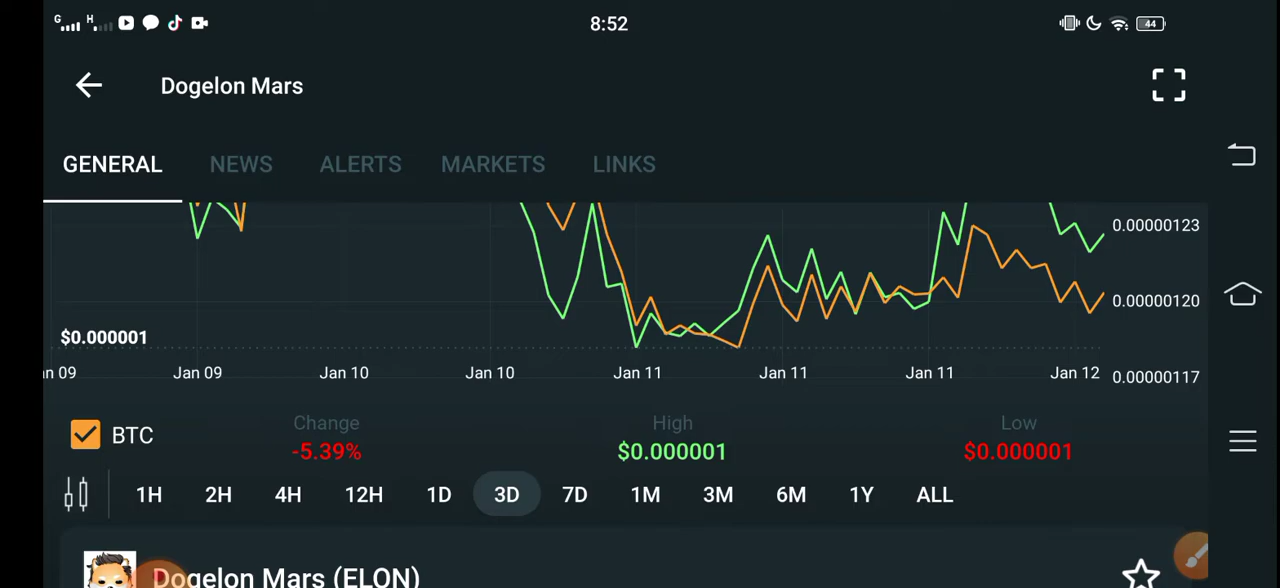 G H 8:52 44
Dogelon Mars
GENERAL NEWS ALERTS MARKETS LINKS
0.00000123
0.00000120
$0.000001
n 09 Jan 09 Jan 10 Jan 10 Jan 11 Jan 11 Jan 11 Jan 12
0.00000117
Change High Low
BTC
-5.39% $0.000001 $0.000001
1H 2H 4H 12H 1D 3D 7D 1M 3M 6M 1Y ALL
Dogelon Mars (ELON)